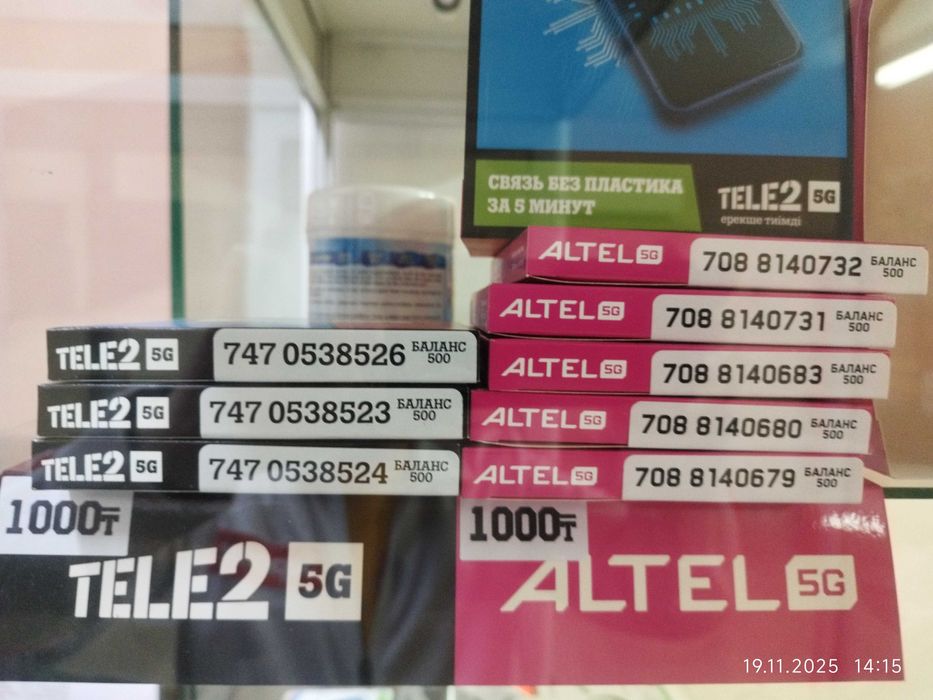 СВЯЗЬ БЕЗ ПЛАСТИКА
ЗА 5 МИНУТ
TELE2 5G
ерекше тиімді
ALTEL 5G 708 8140732 БАЛАНС 500
ALTEL 5G 708 8140731 БАЛАНС 500
ALTEL 5G 708 8140683 БАЛАНС 500
ALTEL 5G 708 8140680 БАЛАНС 500
ALTEL 5G 708 8140679 БАЛАНС 500
TELE2 5G 747 0538526 БАЛАНС 500
TELE2 5G 747 0538523 БАЛАНС 500
TELE2 5G 747 0538524 БАЛАНС 500
1000₸
TELE2 5G
1000₸
ALTEL 5G
19.11.2025 14:15